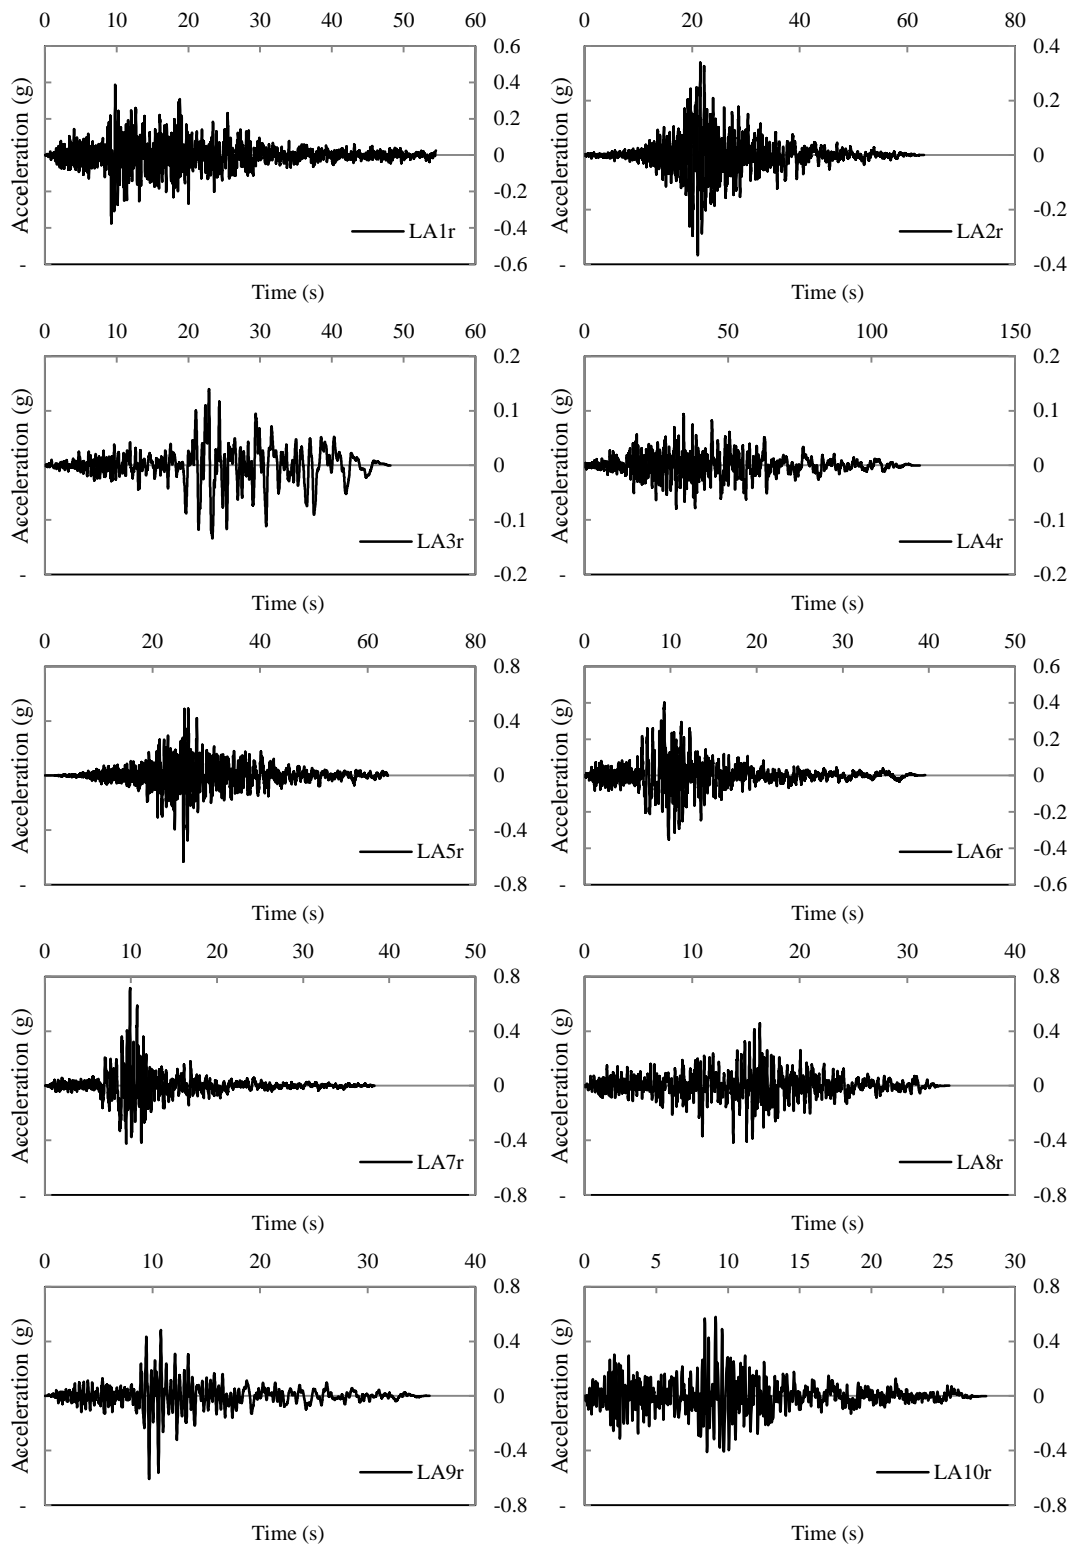 0 10 20 30 40 50 60
0.6
0.4
0.2
0
-0.2
-0.4
-0.6
Acceleration (g)
LA1r
-
Time (s)
0 20 40 60 80
0.4
0.2
0
-0.2
-0.4
Acceleration (g)
LA2r
-
Time (s)
0 10 20 30 40 50 60
0.2
0.1
0
-0.1
-0.2
Acceleration (g)
LA3r
-
Time (s)
0 50 100 150
0.2
0.1
0
-0.1
-0.2
Acceleration (g)
LA4r
-
Time (s)
0 20 40 60 80
0.8
0.4
0
-0.4
-0.8
Acceleration (g)
LA5r
-
Time (s)
0 10 20 30 40 50
0.6
0.4
0.2
0
-0.2
-0.4
-0.6
Acceleration (g)
LA6r
-
Time (s)
0 10 20 30 40 50
0.8
0.4
0
-0.4
-0.8
Acceleration (g)
LA7r
-
Time (s)
0 10 20 30 40
0.8
0.4
0
-0.4
-0.8
Acceleration (g)
LA8r
-
Time (s)
0 10 20 30 40
0.8
0.4
0
-0.4
-0.8
Acceleration (g)
LA9r
-
Time (s)
0 5 10 15 20 25 30
0.8
0.4
0
-0.4
-0.8
Acceleration (g)
LA10r
-
Time (s)